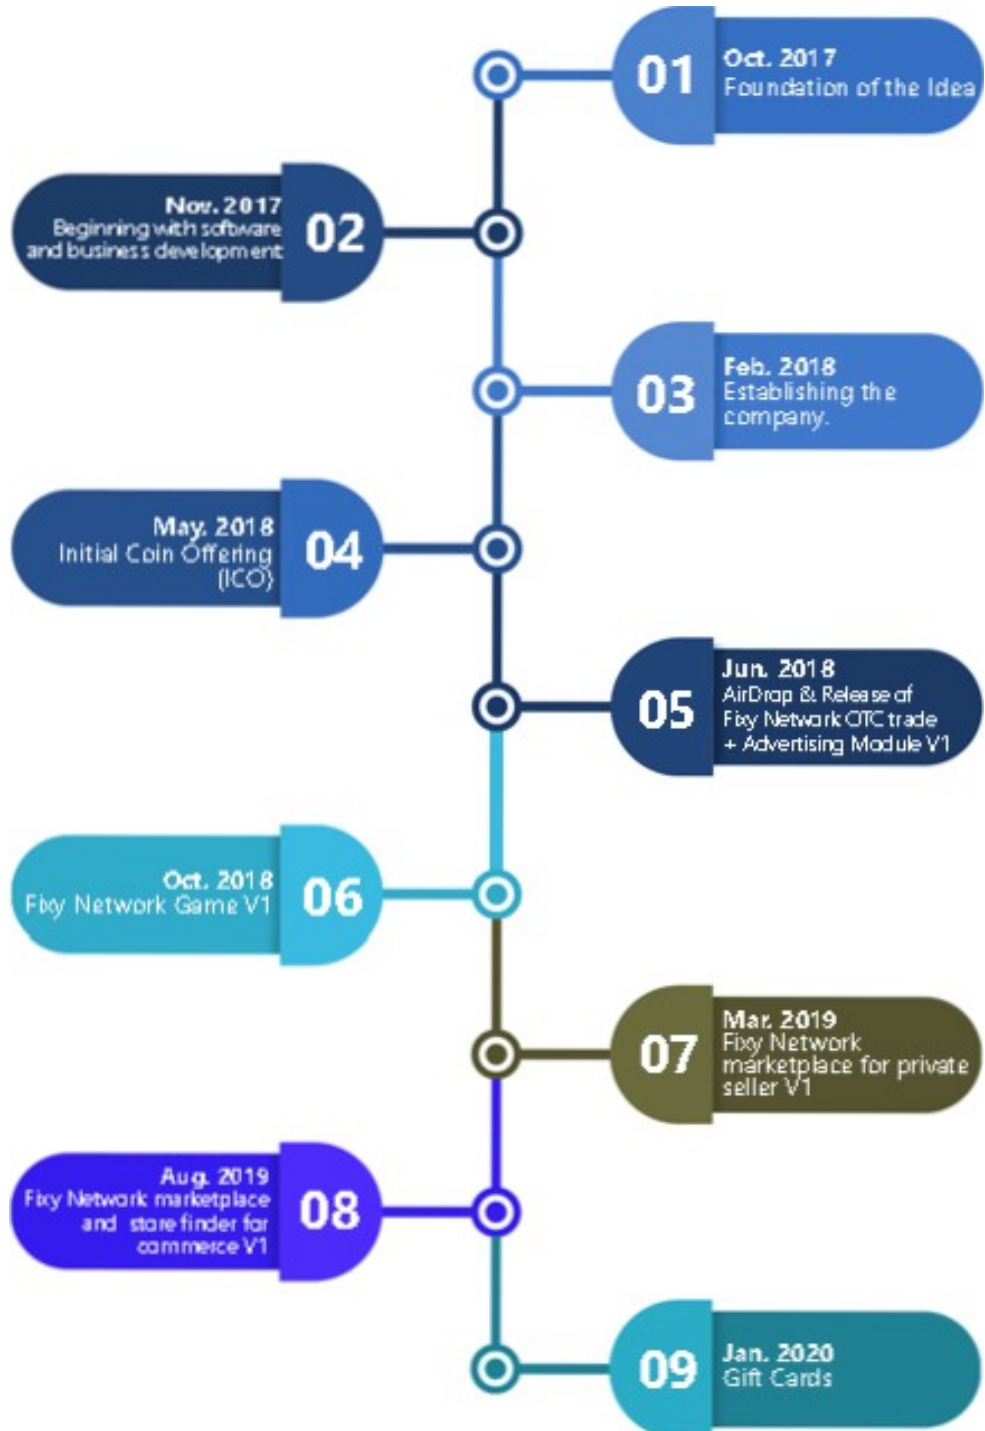 01
Oct. 2017
Foundation of the Idea
02
Nov. 2017
Beginning with software
and business development
03
Feb. 2018
Establishing the
company.
04
May. 2018
Initial Coin Offering
(ICO)
05
Jun. 2018
AirDrop & Release of
Fixy Network OTC trade
+ Advertising Module V1
06
Oct. 2018
Fixy Network Game V1
07
Mar. 2019
Fixy Network
marketplace for private
seller V1
08
Aug. 2019
Fixy Network marketplace
and store finder for
commerce V1
09
Jan. 2020
Gift Cards